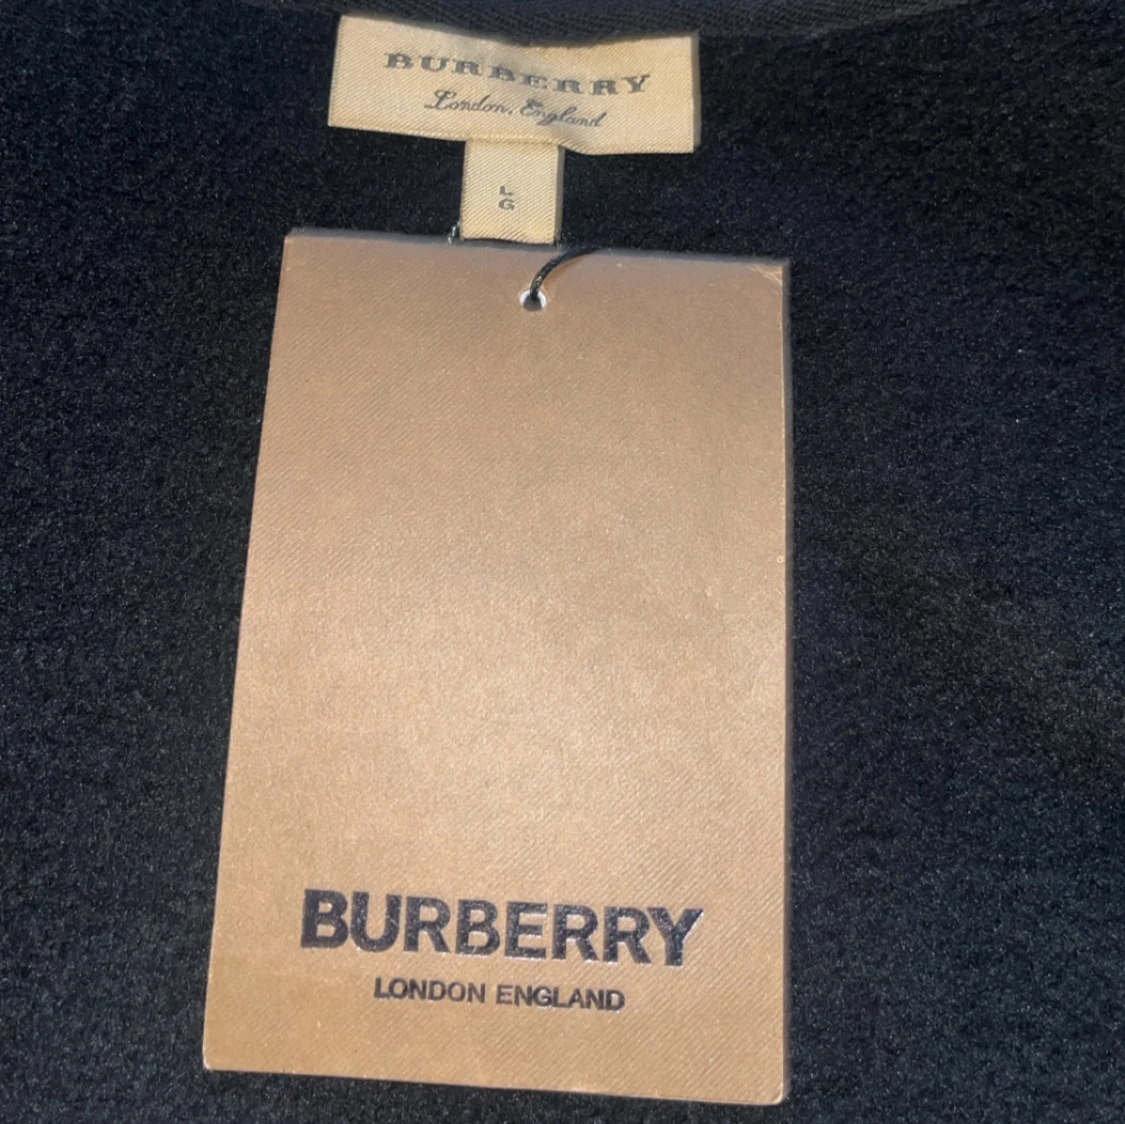 BURBERRY
London, England
L
G
BURBERRY
LONDON ENGLAND